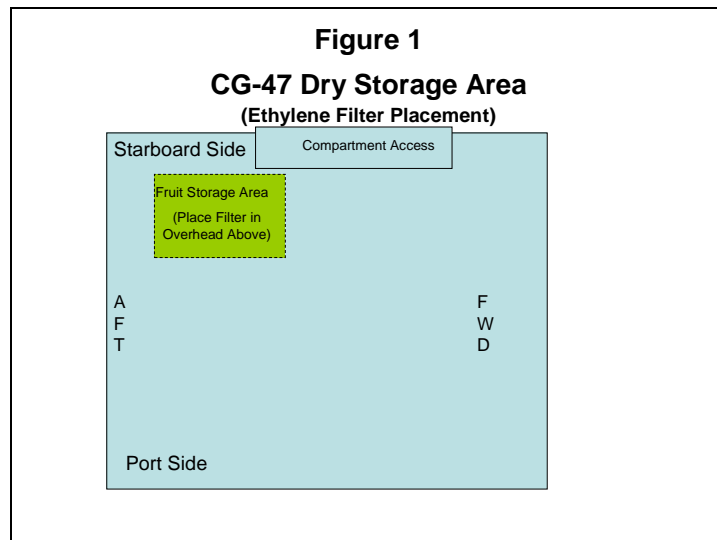 Figure 1
CG-47 Dry Storage Area
(Ethylene Filter Placement)
Starboard Side
Compartment Access
Fruit Storage Area
(Place Filter in
Overhead Above)
A
F
T
F
W
D
Port Side